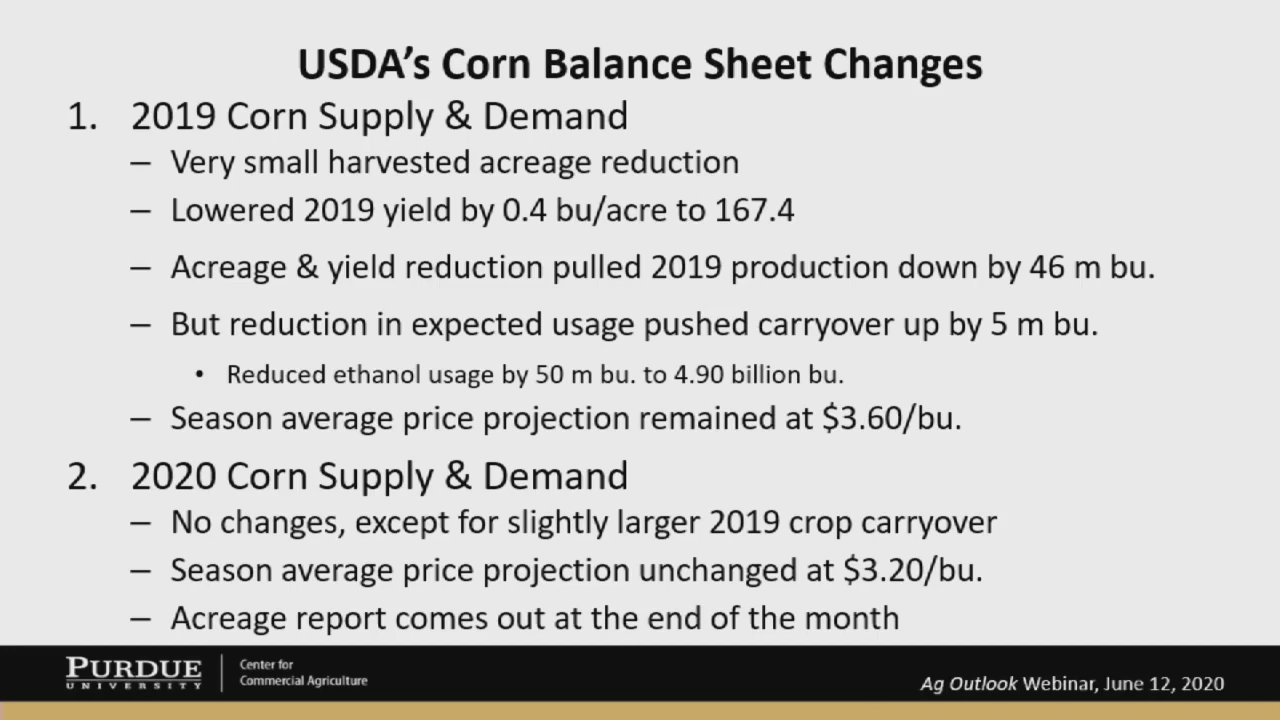 USDA's Corn Balance Sheet Changes
1. 2019 Corn Supply & Demand
– Very small harvested acreage reduction
– Lowered 2019 yield by 0.4 bu/acre to 167.4
– Acreage & yield reduction pulled 2019 production down by 46 m bu.
– But reduction in expected usage pushed carryover up by 5 m bu.
• Reduced ethanol usage by 50 m bu. to 4.90 billion bu.
– Season average price projection remained at $3.60/bu.
2. 2020 Corn Supply & Demand
– No changes, except for slightly larger 2019 crop carryover
– Season average price projection unchanged at $3.20/bu.
– Acreage report comes out at the end of the month
PURDUE
UNIVERSITY
Center for
Commercial Agriculture
Ag Outlook Webinar, June 12, 2020